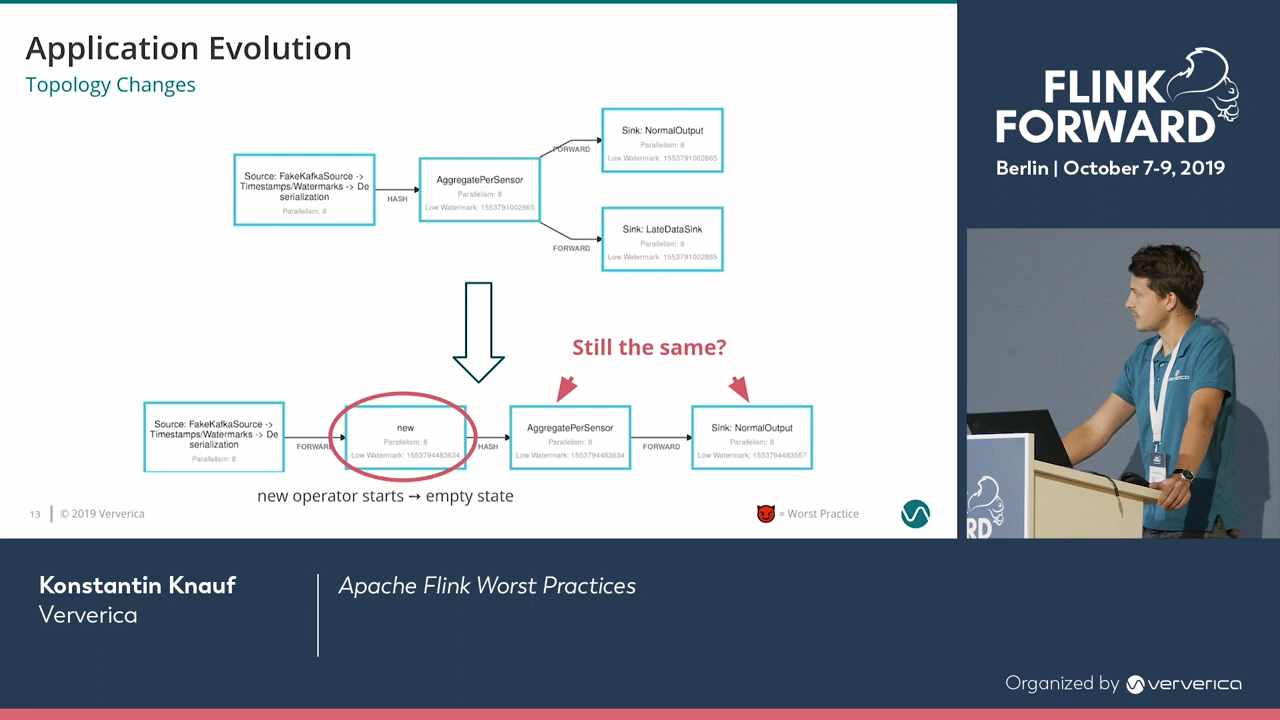 Application Evolution
Topology Changes
Source: FakeKafkaSource ->
Timestamps/Watermarks -> De
serialization
Parallelism: 8
HASH
AggregatePerSensor
Parallelism: 8
Low Watermark: 1553791002865
FORWARD
Sink: NormalOutput
Parallelism: 8
Low Watermark: 1553791002865
FORWARD
Sink: LateDataSink
Parallelism: 8
Low Watermark: 1553791002865
Still the same?
Source: FakeKafkaSource ->
Timestamps/Watermarks -> De
serialization
Parallelism: 8
FORWARD
new
Parallelism: 8
Low Watermark: 1553794483634
HASH
AggregatePerSensor
Parallelism: 8
Low Watermark: 1553794483634
FORWARD
Sink: NormalOutput
Parallelism: 8
Low Watermark: 1553794483557
new operator starts → empty state
13 | © 2019 Ververica
= Worst Practice
FLINK
FORWARD
Berlin | October 7-9, 2019
RD
Konstantin Knauf
Ververica
Apache Flink Worst Practices
Organized by ververica